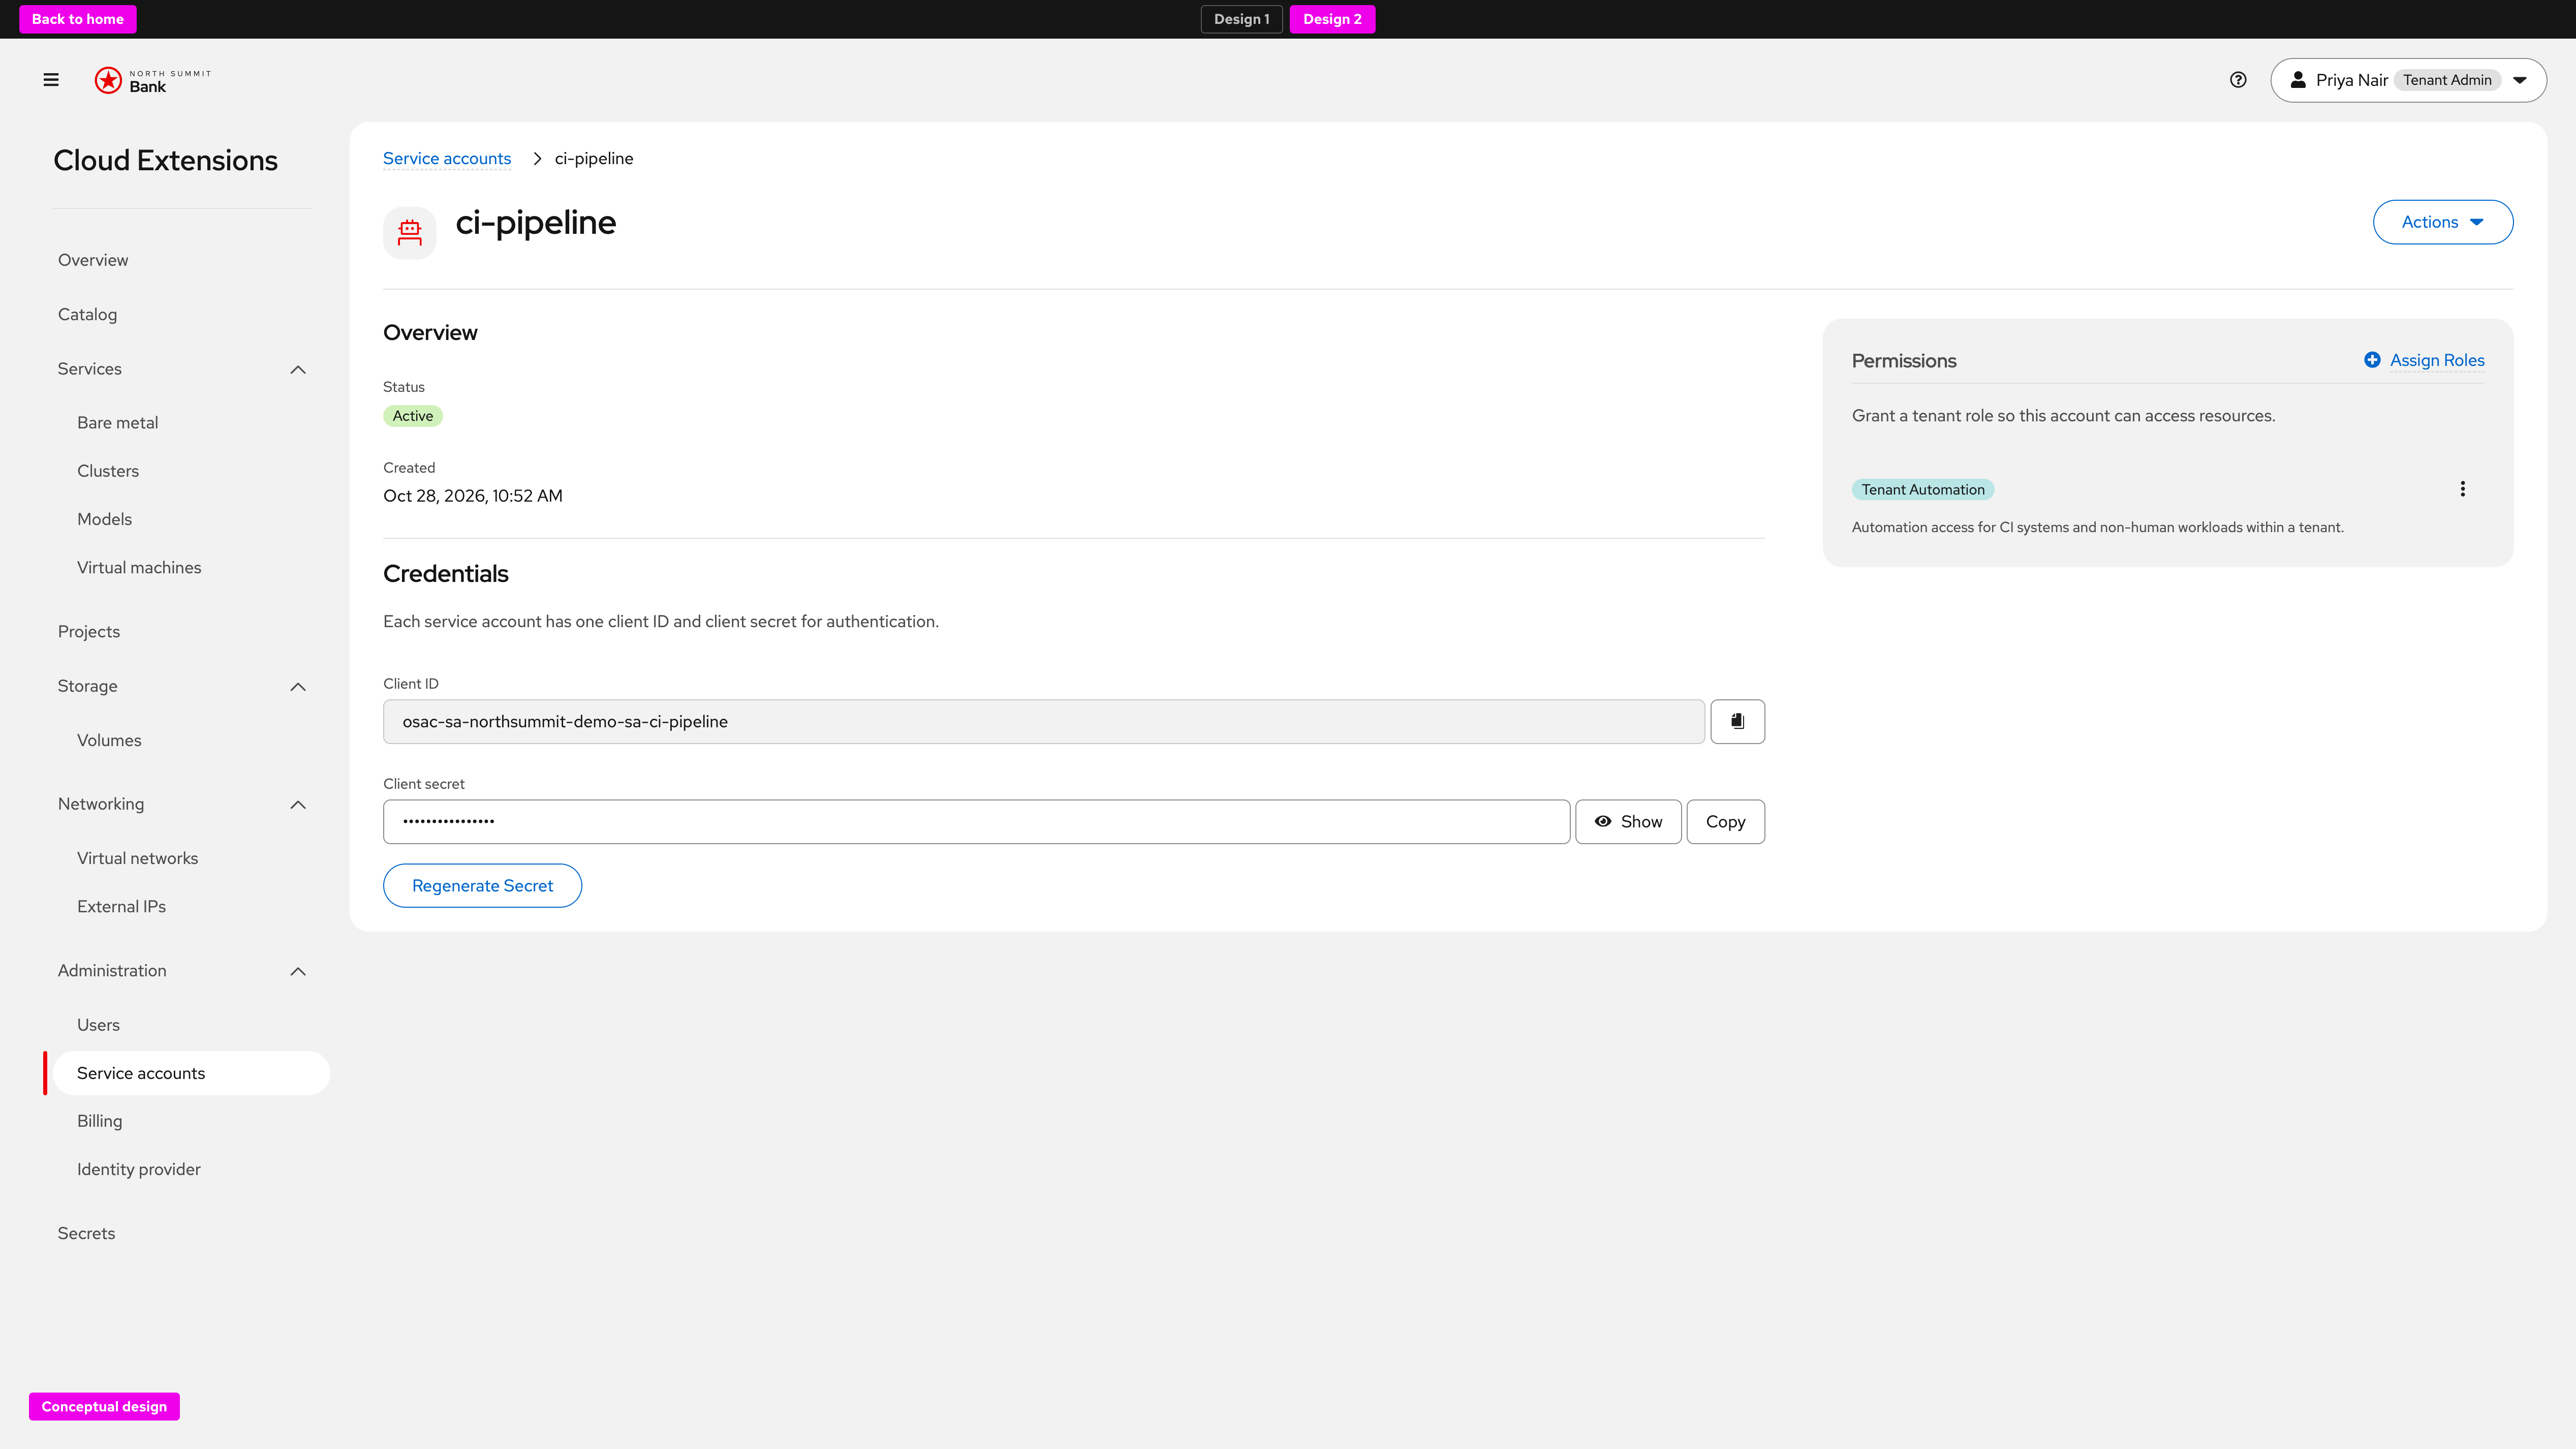 Back to home
Design 1
Design 2
NORTH SUMMIT
Bank
Priya Nair
Tenant Admin
Cloud Extensions
Overview
Catalog
Services
Bare metal
Clusters
Models
Virtual machines
Projects
Storage
Volumes
Networking
Virtual networks
External IPs
Administration
Users
Service accounts
Billing
Identity provider
Secrets
Conceptual design
Service accounts > ci-pipeline
ci-pipeline
Actions
Overview
Status
Active
Created
Oct 28, 2026, 10:52 AM
Credentials
Each service account has one client ID and client secret for authentication.
Client ID
osac-sa-northsummit-demo-sa-ci-pipeline
Client secret
••••••••••••••••
Show
Copy
Regenerate Secret
Permissions
Assign Roles
Grant a tenant role so this account can access resources.
Tenant Automation
Automation access for CI systems and non-human workloads within a tenant.